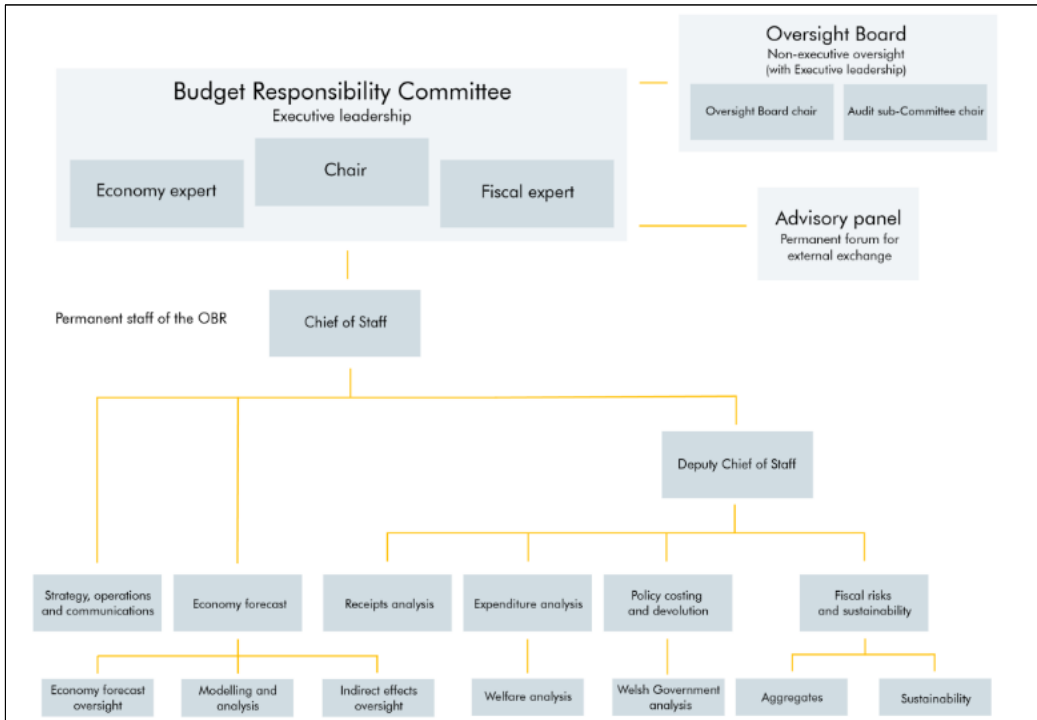 Oversight Board
Non-executive oversight
(with Executive leadership)
Oversight Board chair
Audit sub-Committee chair
Budget Responsibility Committee
Executive leadership
Economy expert
Chair
Fiscal expert
Advisory panel
Permanent forum for
external exchange
Permanent staff of the OBR
Chief of Staff
Deputy Chief of Staff
Strategy, operations
and communications
Economy forecast
Receipts analysis
Expenditure analysis
Policy costing
and devolution
Fiscal risks
and sustainability
Economy forecast
oversight
Modelling and
analysis
Indirect effects
oversight
Welfare analysis
Welsh Government
analysis
Aggregates
Sustainability